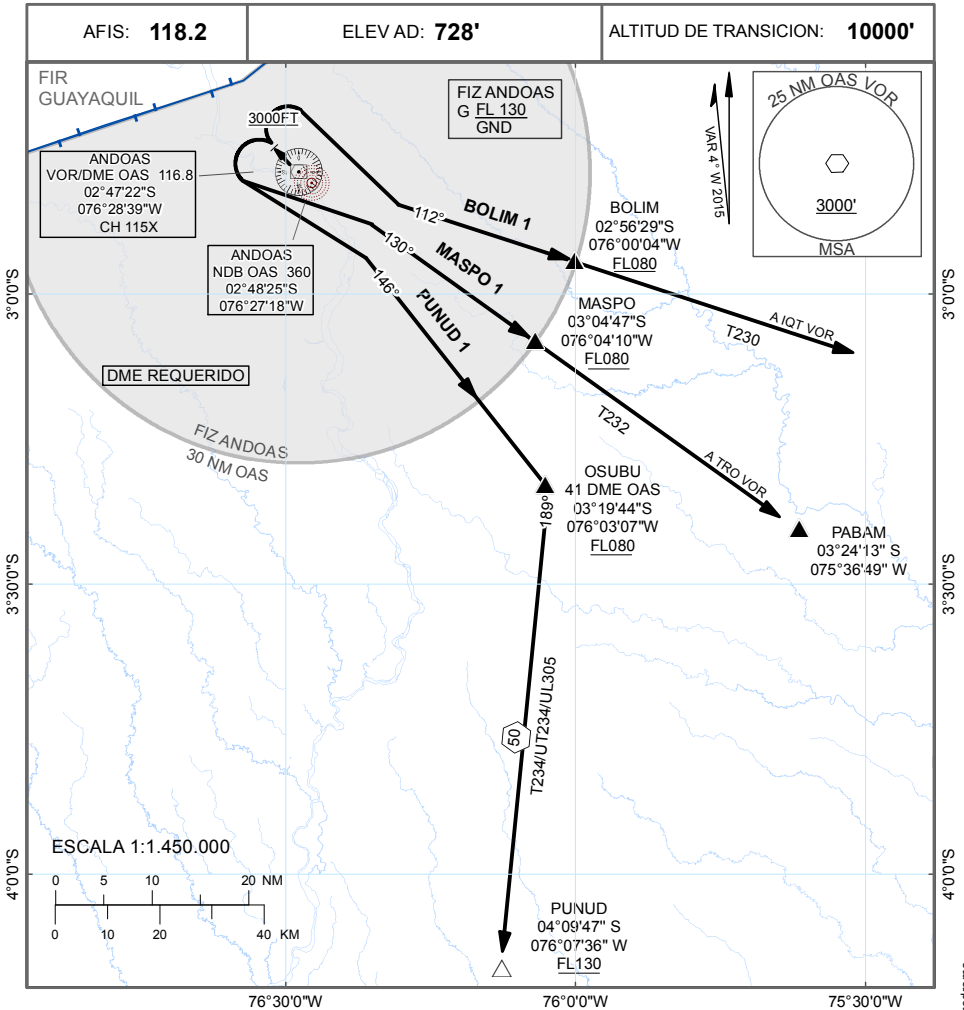 AFIS: 118.2
ELEV AD: 728'
ALTITUD DE TRANSICION: 10000'
FIR
GUAYAQUIL
3000FT
FIZ ANDOAS
G FL 130
GND
VAR 4° W 2015
25 NM OAS VOR
3000'
MSA
ANDOAS
VOR/DME OAS 116.8
02°47'22"S
076°28'39"W
CH 115X
ANDOAS
NDB OAS 360
02°48'25"S
076°27'18"W
112°
BOLIM 1
BOLIM
02°56'29"S
076°00'04"W
FL080
130°
MASPO 1
MASPO
03°04'47"S
076°04'10"W
FL080
146°
PUNUD 1
A IQT VOR
T230
T232
A TRO VOR
DME REQUERIDO
FIZ ANDOAS
30 NM OAS
OSUBU
41 DME OAS
03°19'44"S
076°03'07"W
FL080
189°
PABAM
03°24'13" S
075°36'49" W
50
T234/UT234/UL305
ESCALA 1:1.450.000
0 5 10 20 NM
0 10 20 40 KM
PUNUD
04°09'47" S
076°07'36" W
FL130
3°0'0"S
3°0'0"S
3°30'0"S
3°30'0"S
4°0'0"S
4°0'0"S
76°30'0"W
76°0'0"W
75°30'0"W